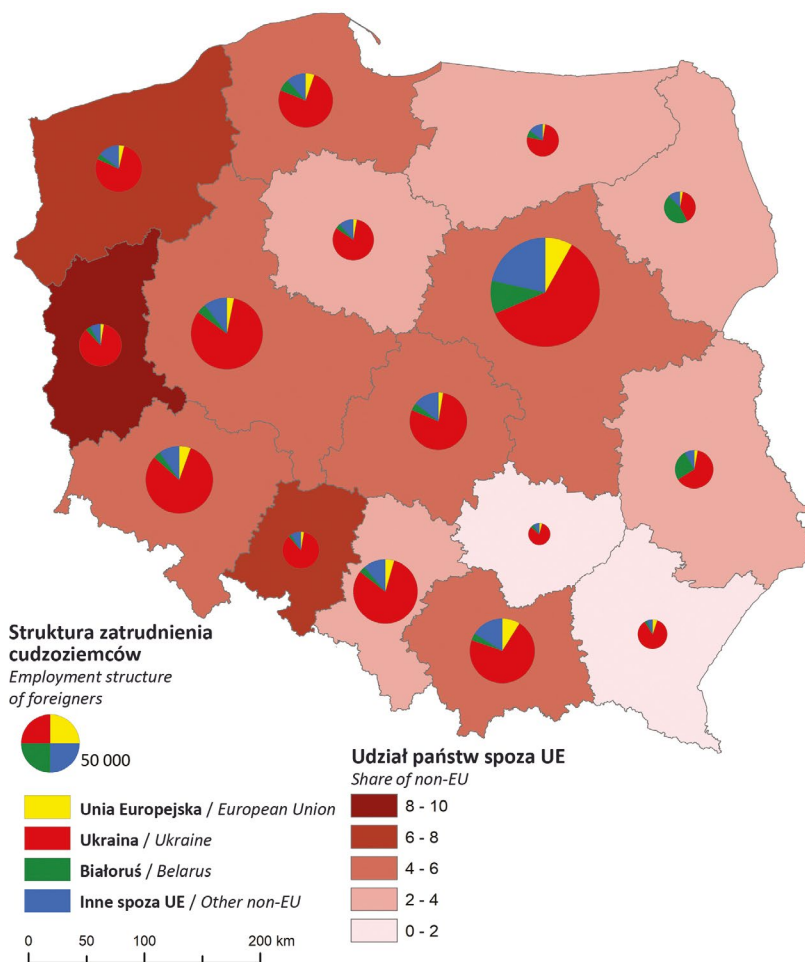 Struktura zatrudnienia
cudzoziemców
Employment structure
of foreigners
50 000
Unia Europejska / European Union
Ukraina / Ukraine
Białoruś / Belarus
Inne spoza UE / Other non-EU
0 50 100 200 km
Udział państw spoza UE
Share of non-EU
8 - 10
6 - 8
4 - 6
2 - 4
0 - 2